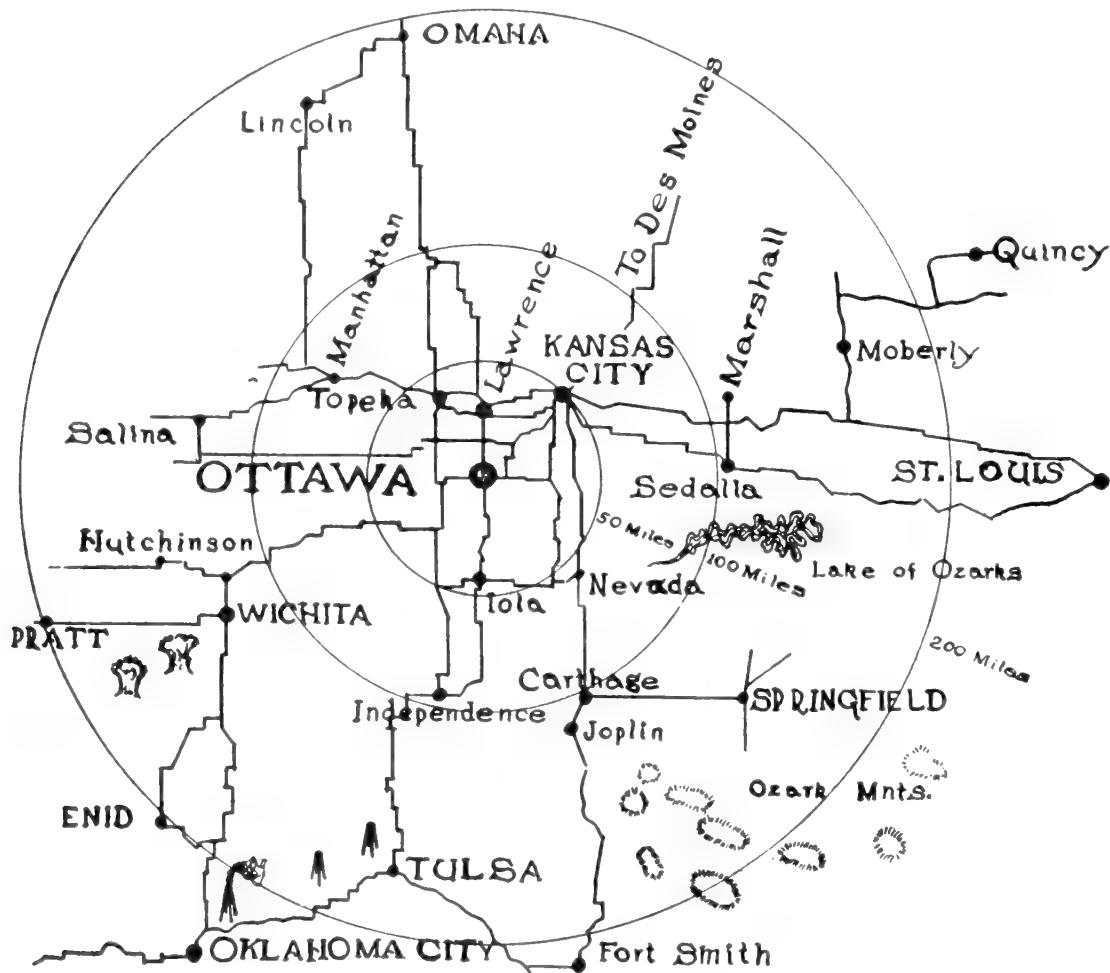 OMAHA
Lincoln
To Des Moines
Manhattan
Lawrence
Marshall
Quincy
KANSAS
CITY
Moberly
Topeka
Salina
OTTAWA
ST. LOUIS
Sedalia
50 Miles
Hutchinson
100 Miles
Lake of Ozarks
Nevada
Iola
WICHITA
PRATT
200 Miles
Carthage
SPRINGFIELD
Independence
Joplin
Ozark Mnts.
ENID
TULSA
OKLAHOMA CITY
Fort Smith